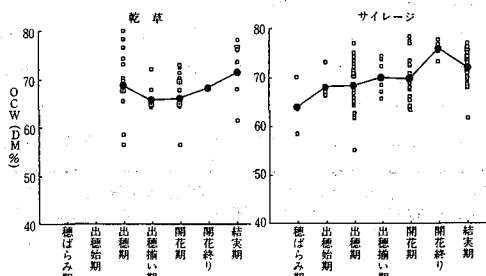 乾草
サイレージ
OCW(DM%)
80
70
60
50
40
80
70
60
50
40
穂ばらみ期
出穂始期
出穂期
出穂揃い期
開花期
開花終り
結実期
穂ばらみ期
出穂始期
出穂期
出穂揃い期
開花期
開花終り
結実期